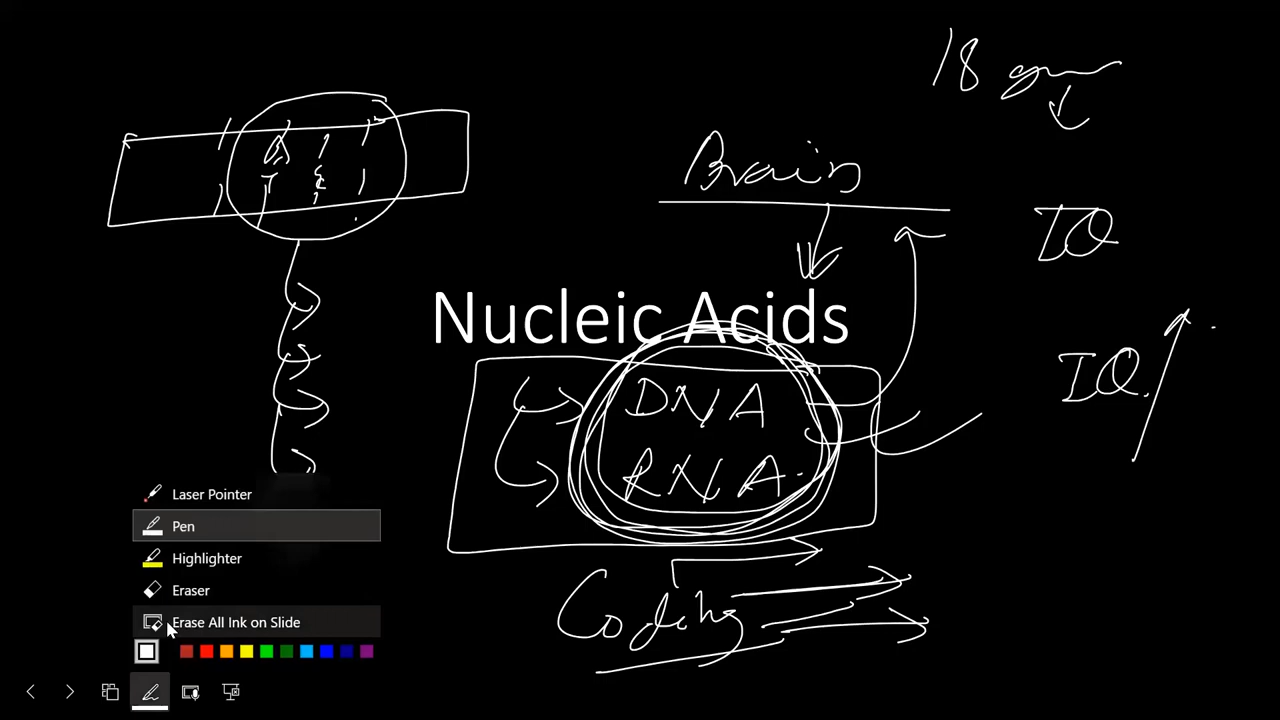 18
Brain
IQ
Nucleic Acids
IQ
DNA
RNA
Coding
A
T
Laser Pointer
Pen
Highlighter
Eraser
Erase All Ink on Slide